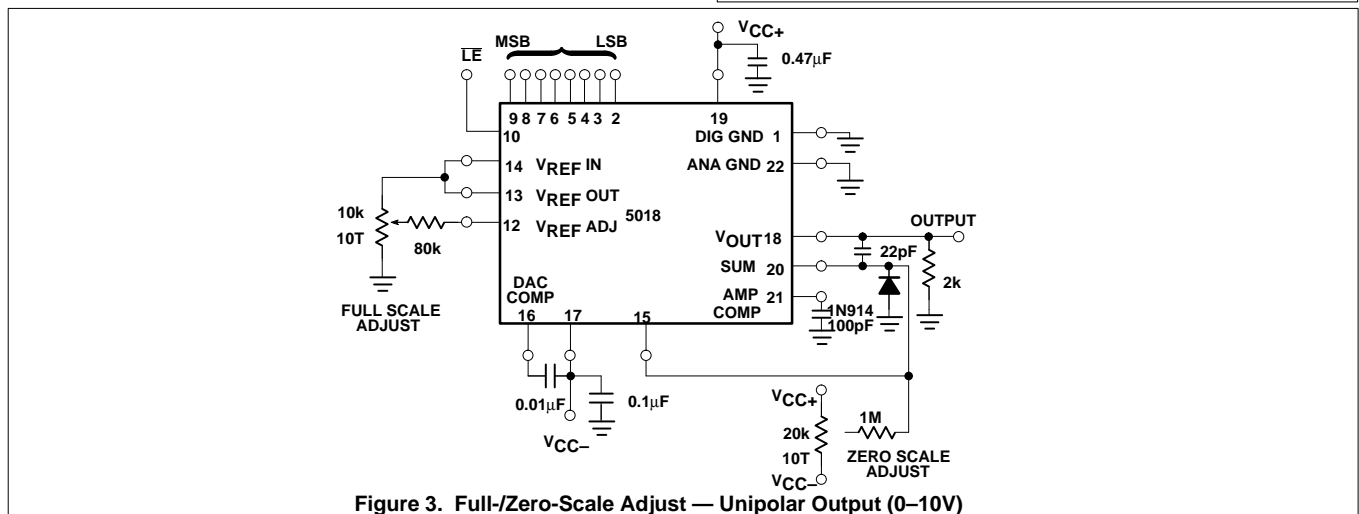 VCC+
0.47μF
LE
MSB LSB
9 8 7 6 5 4 3 2
19
10
DIG GND 1
14 VREF IN
ANA GND 22
13 VREF OUT
10k
10T
80k
12 VREF ADJ
5018
OUTPUT
VOUT 18
22pF
SUM 20
2k
FULL SCALE
ADJUST
DAC
COMP
AMP
COMP
21
1N914
100pF
16 17 15
0.01μF
0.1μF
VCC–
VCC+
20k
10T
1M
ZERO SCALE
ADJUST
VCC–
Figure 3. Full-/Zero-Scale Adjust — Unipolar Output (0–10V)